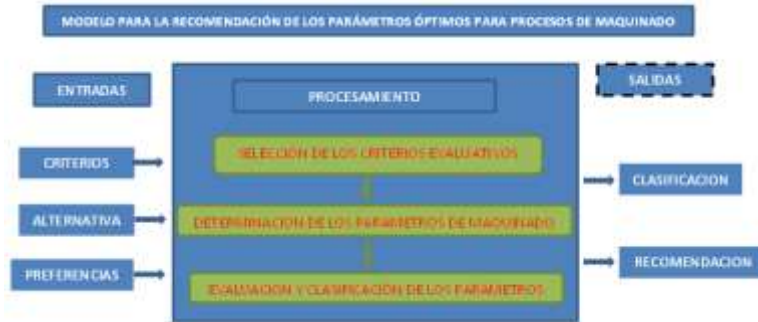 MODELO PARA LA RECOMENDACIÓN DE LOS PARÁMETROS ÓPTIMOS PARA PROCESOS DE MAQUINADO
ENTRADAS
PROCESAMIENTO
SALIDAS
CRITERIOS
SELECCIÓN DE LOS CRITERIOS EVALUATIVOS
CLASIFICACION
ALTERNATIVA
DETERMINACION DE LOS PARAMETROS DE MAQUINADO
PREFERENCIAS
RECOMENDACION
EVALUACION Y CLASIFICACION DE LOS PARAMETROS